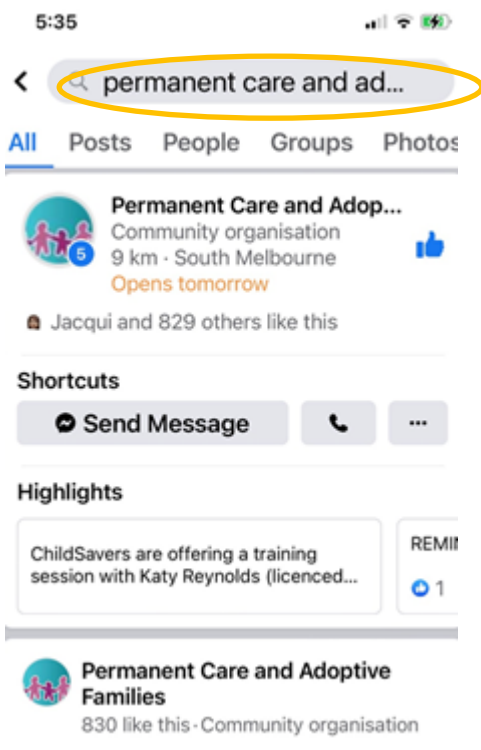 5:35
permanent care and ad...
All Posts People Groups Photos
Permanent Care and Adop...
Community organisation
9 km · South Melbourne
Opens tomorrow
5
Jacqui and 829 others like this
Shortcuts
Send Message
Highlights
ChildSavers are offering a training
session with Katy Reynolds (licenced...
REMIN
1
Permanent Care and Adoptive
Families
830 like this · Community organisation